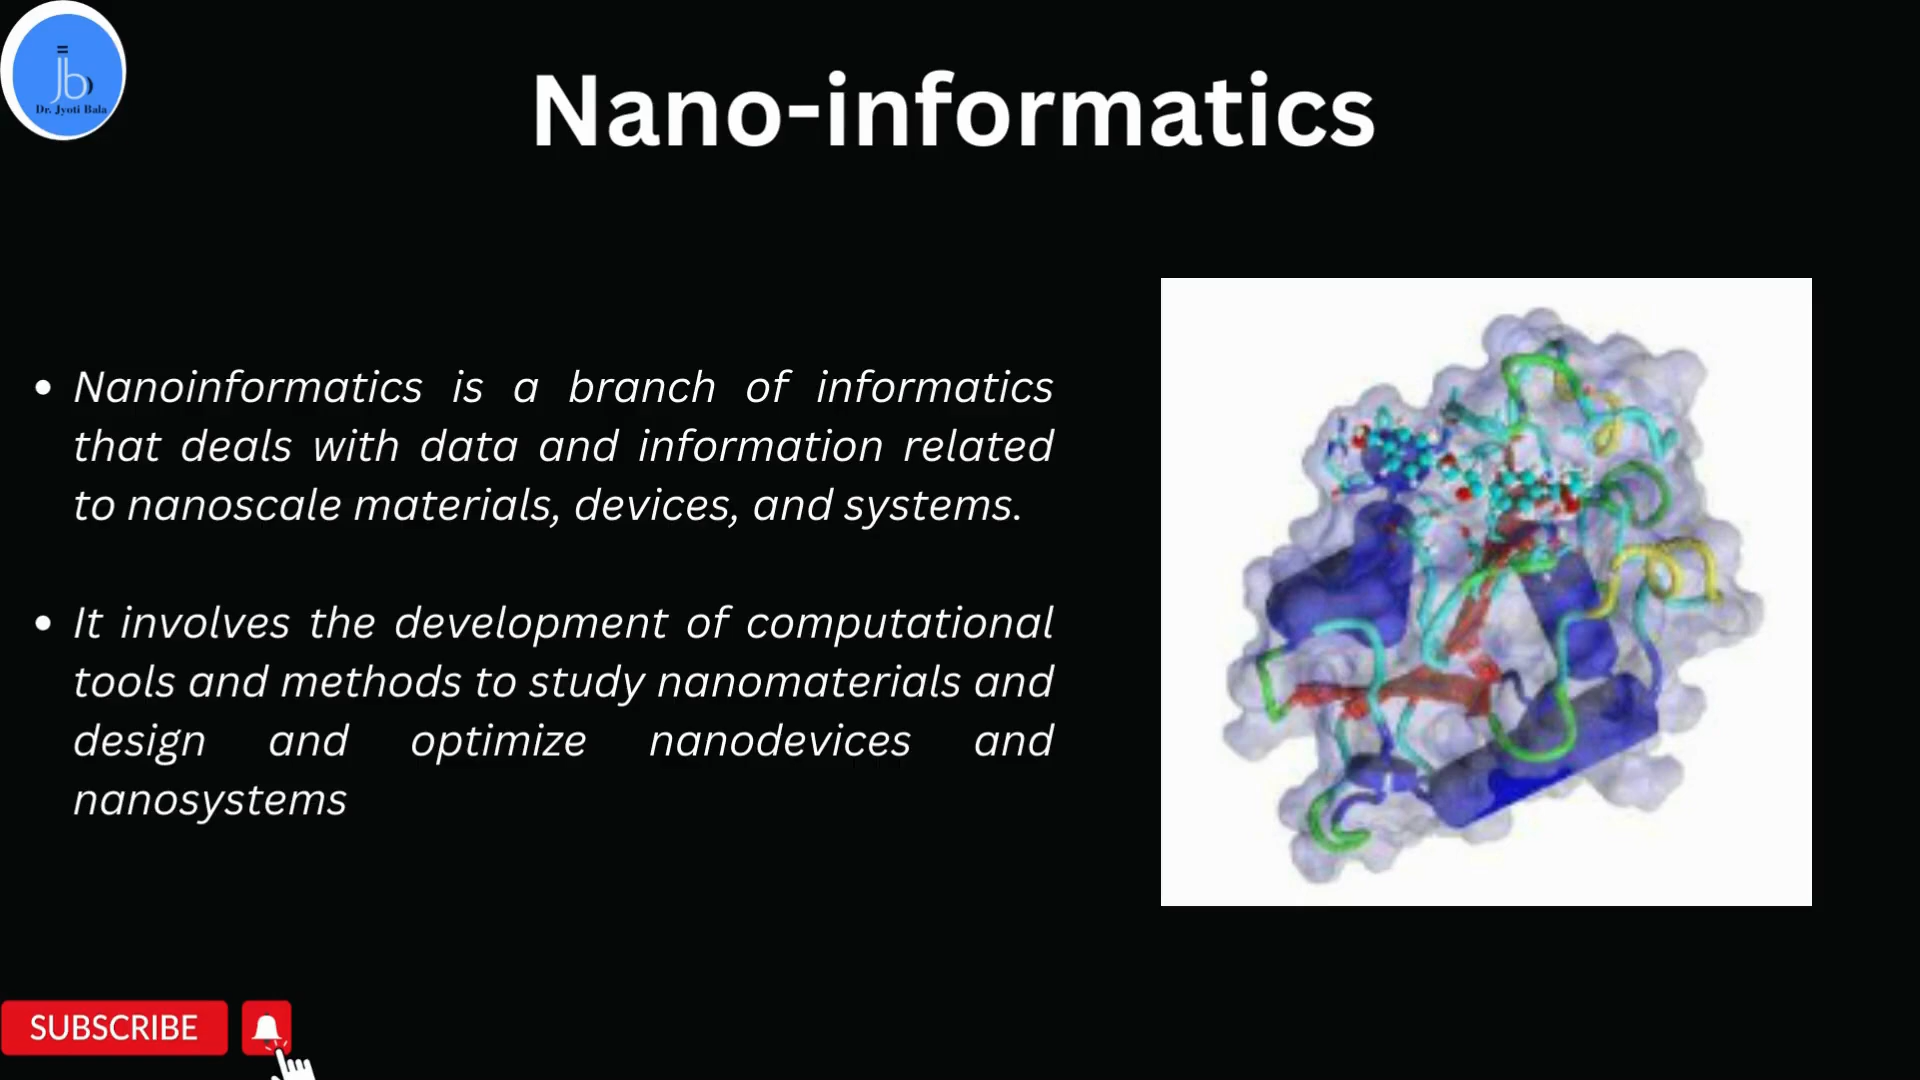 jb
Dr. Jyoti Bala
Nano-informatics
• Nanoinformatics is a branch of informatics
that deals with data and information related
to nanoscale materials, devices, and systems.
• It involves the development of computational
tools and methods to study nanomaterials and
design and optimize nanodevices and
nanosystems
SUBSCRIBE